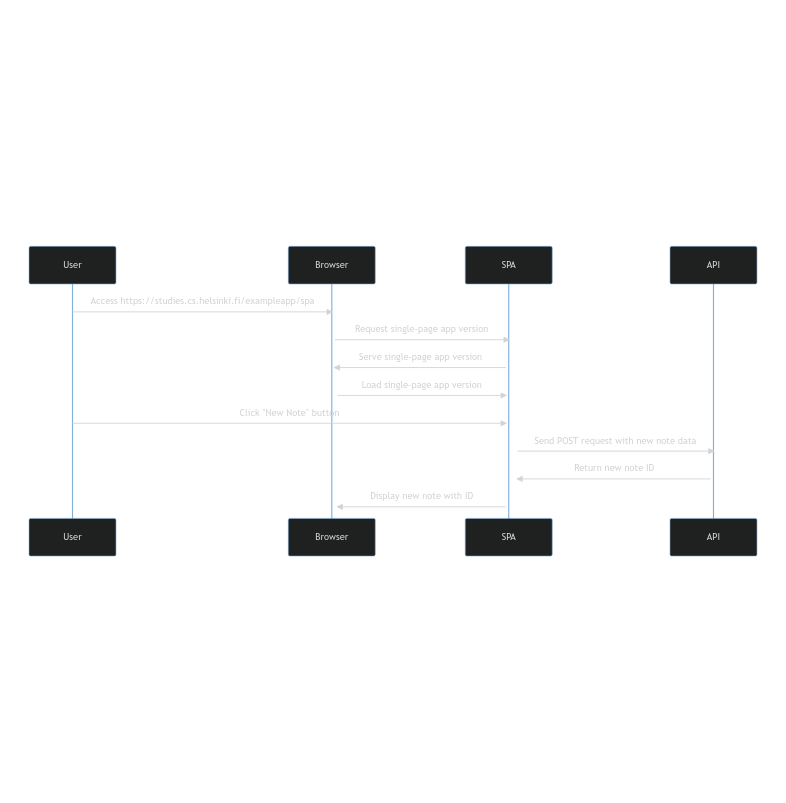 User
Browser
SPA
API
Access https://studies.cs.helsinki.fi/exampleapp/spa
Request single-page app version
Serve single-page app version
Load single-page app version
Click "New Note" button
Send POST request with new note data
Return new note ID
Display new note with ID
User
Browser
SPA
API